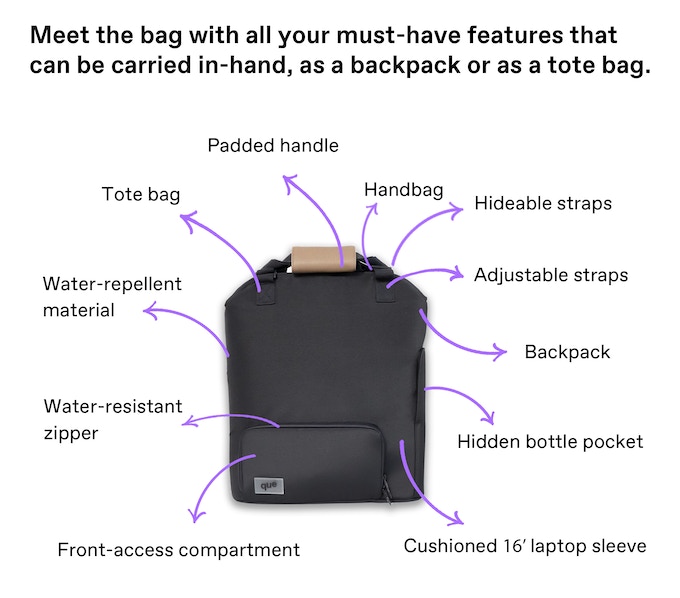 Meet the bag with all your must-have features that
can be carried in-hand, as a backpack or as a tote bag.
Padded handle
Tote bag
Handbag
Hideable straps
Water-repellent
material
Adjustable straps
Backpack
Water-resistant
zipper
Hidden bottle pocket
que
Front-access compartment
Cushioned 16′ laptop sleeve